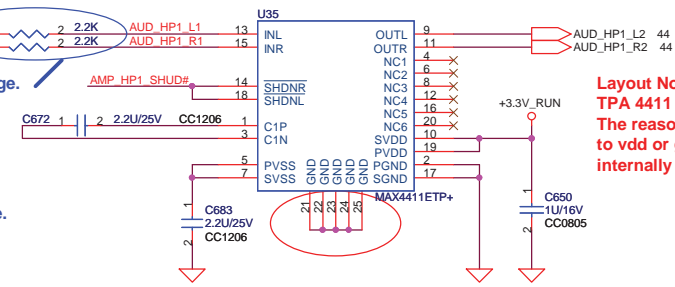 U35
2.2K AUD_HP1_L1 13 INL OUTL 9 AUD_HP1_L2 44
2 2.2K AUD_HP1_R1 15 INR OUTR 11 AUD_HP1_R2 44
2
NC1 4
NC2 6
ge.
AMP_HP1_SHUD# 14 SHDNR NC3 8
18 SHDNL NC4 12
NC5 16
NC6 20
+3.3V_RUN
Layout No
TPA 4411
The reaso
to vdd or
internally
C672 1 2 2.2U/25V CC1206 1 C1P SVDD 10
3 C1N PVDD 19
5 PVSS PGND 2
7 SVSS SGND 17
GND GND GND GND GND
MAX4411ETP+
21 22 23 24 25
e.
1
C683
2.2U/25V
CC1206
2
1
C650
1U/16V
CC0805
2